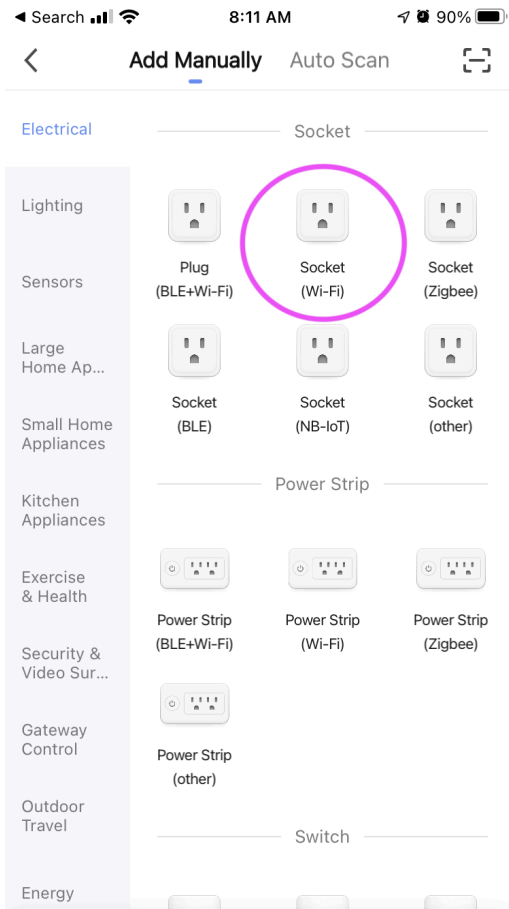 Search
8:11 AM
90%
Add Manually
Auto Scan
Electrical
Lighting
Sensors
Large
Home Ap...
Small Home
Appliances
Kitchen
Appliances
Exercise
& Health
Security &
Video Sur...
Gateway
Control
Outdoor
Travel
Energy
Socket
Plug
(BLE+Wi-Fi)
Socket
(Wi-Fi)
Socket
(Zigbee)
Socket
(BLE)
Socket
(NB-IoT)
Socket
(other)
Power Strip
Power Strip
(BLE+Wi-Fi)
Power Strip
(Wi-Fi)
Power Strip
(Zigbee)
Power Strip
(other)
Switch